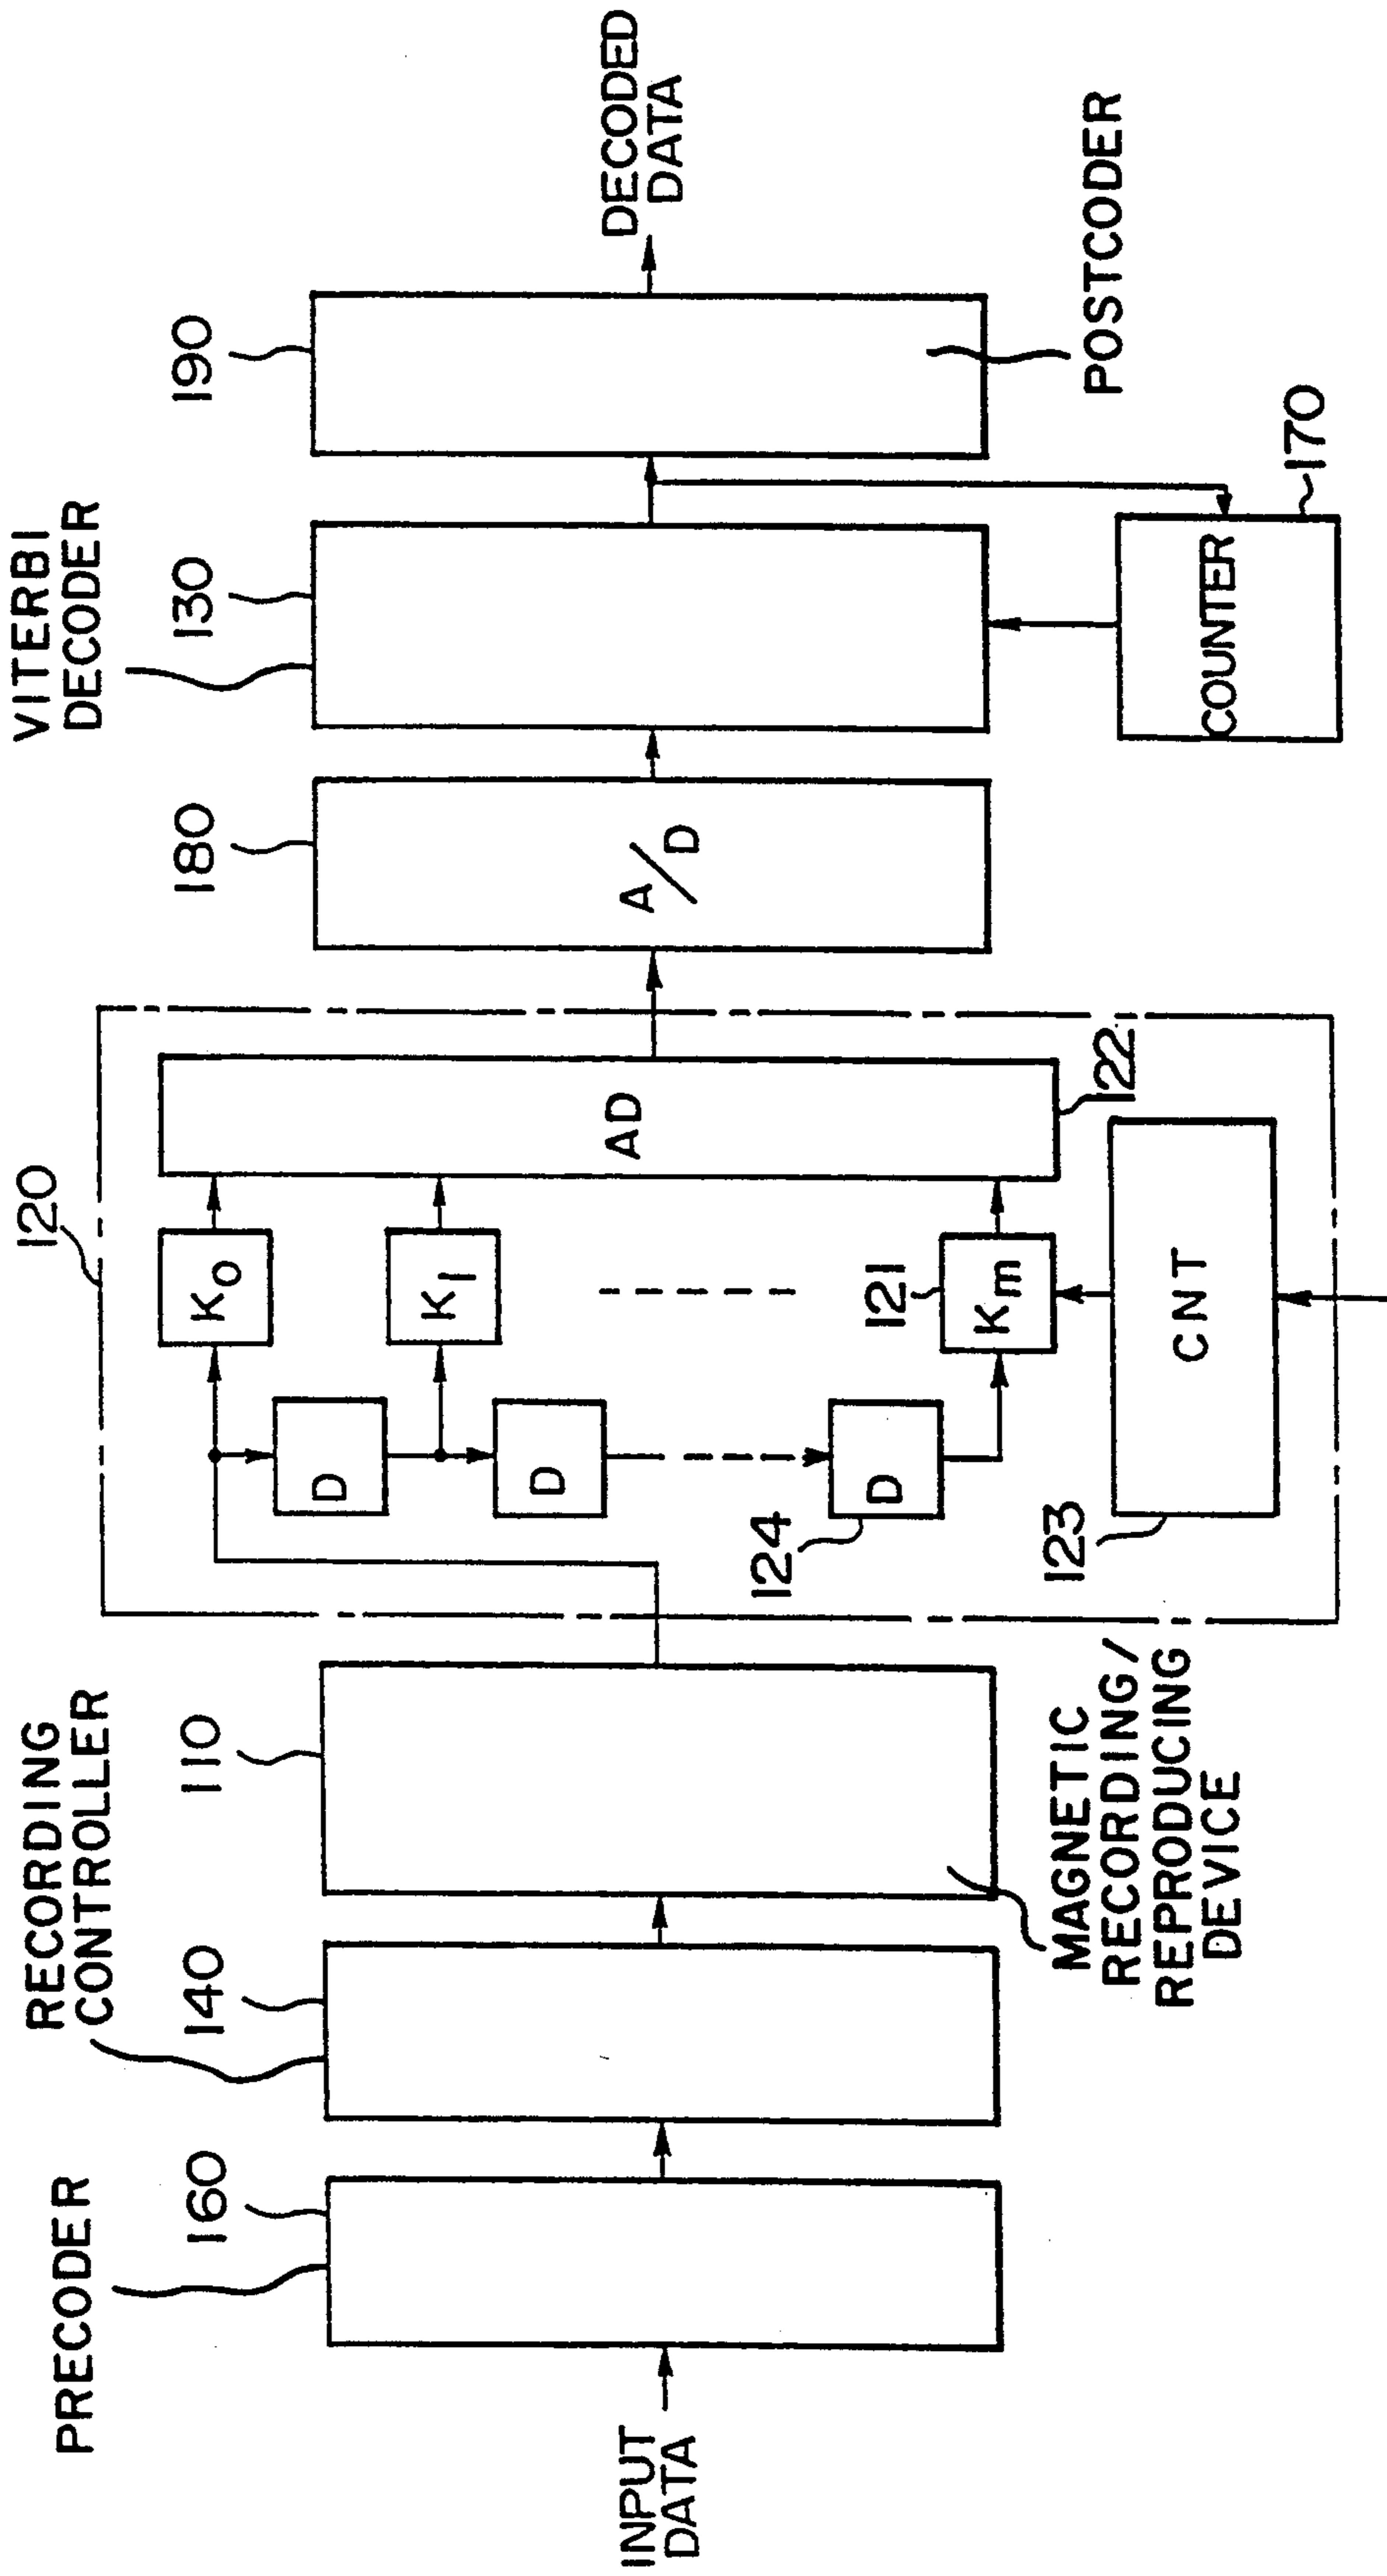 PRECODER
160
INPUT
DATA
RECORDING
CONTROLLER
140
110
MAGNETIC
RECORDING/
REPRODUCING
DEVICE
120
D
D
D
124
K0
K1
121
Km
123
CNT
AD
122
180
A/D
VITERBI
DECODER
130
COUNTER
170
190
POSTCODER
DECODED
DATA